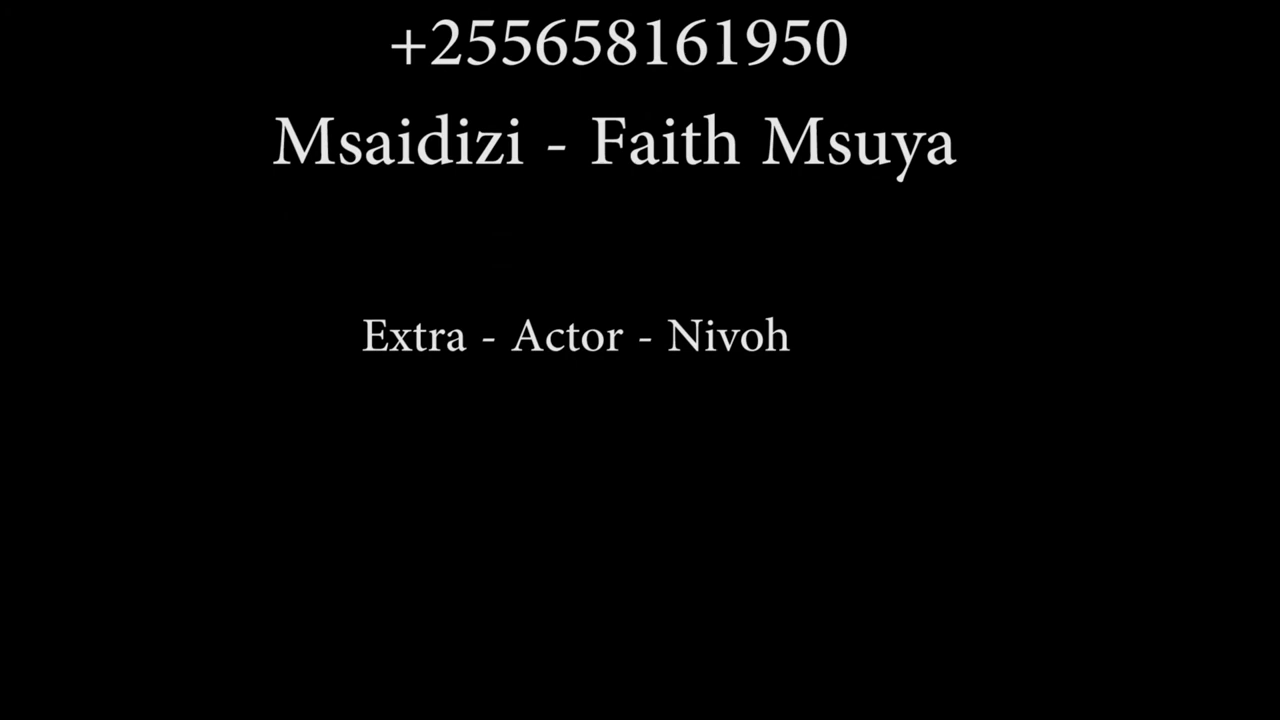 +255658161950
Msaidizi - Faith Msuya
Extra - Actor - Nivoh